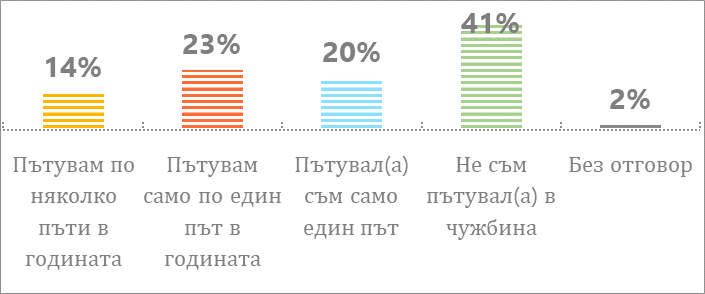 14%
23%
20%
41%
2%
Пътувам по
няколко
пъти в
годината
Пътувам
само по един
път в
годината
Пътувал(а)
съм само
един път
Не съм
пътувал(а) в
чужбина
Без отговор